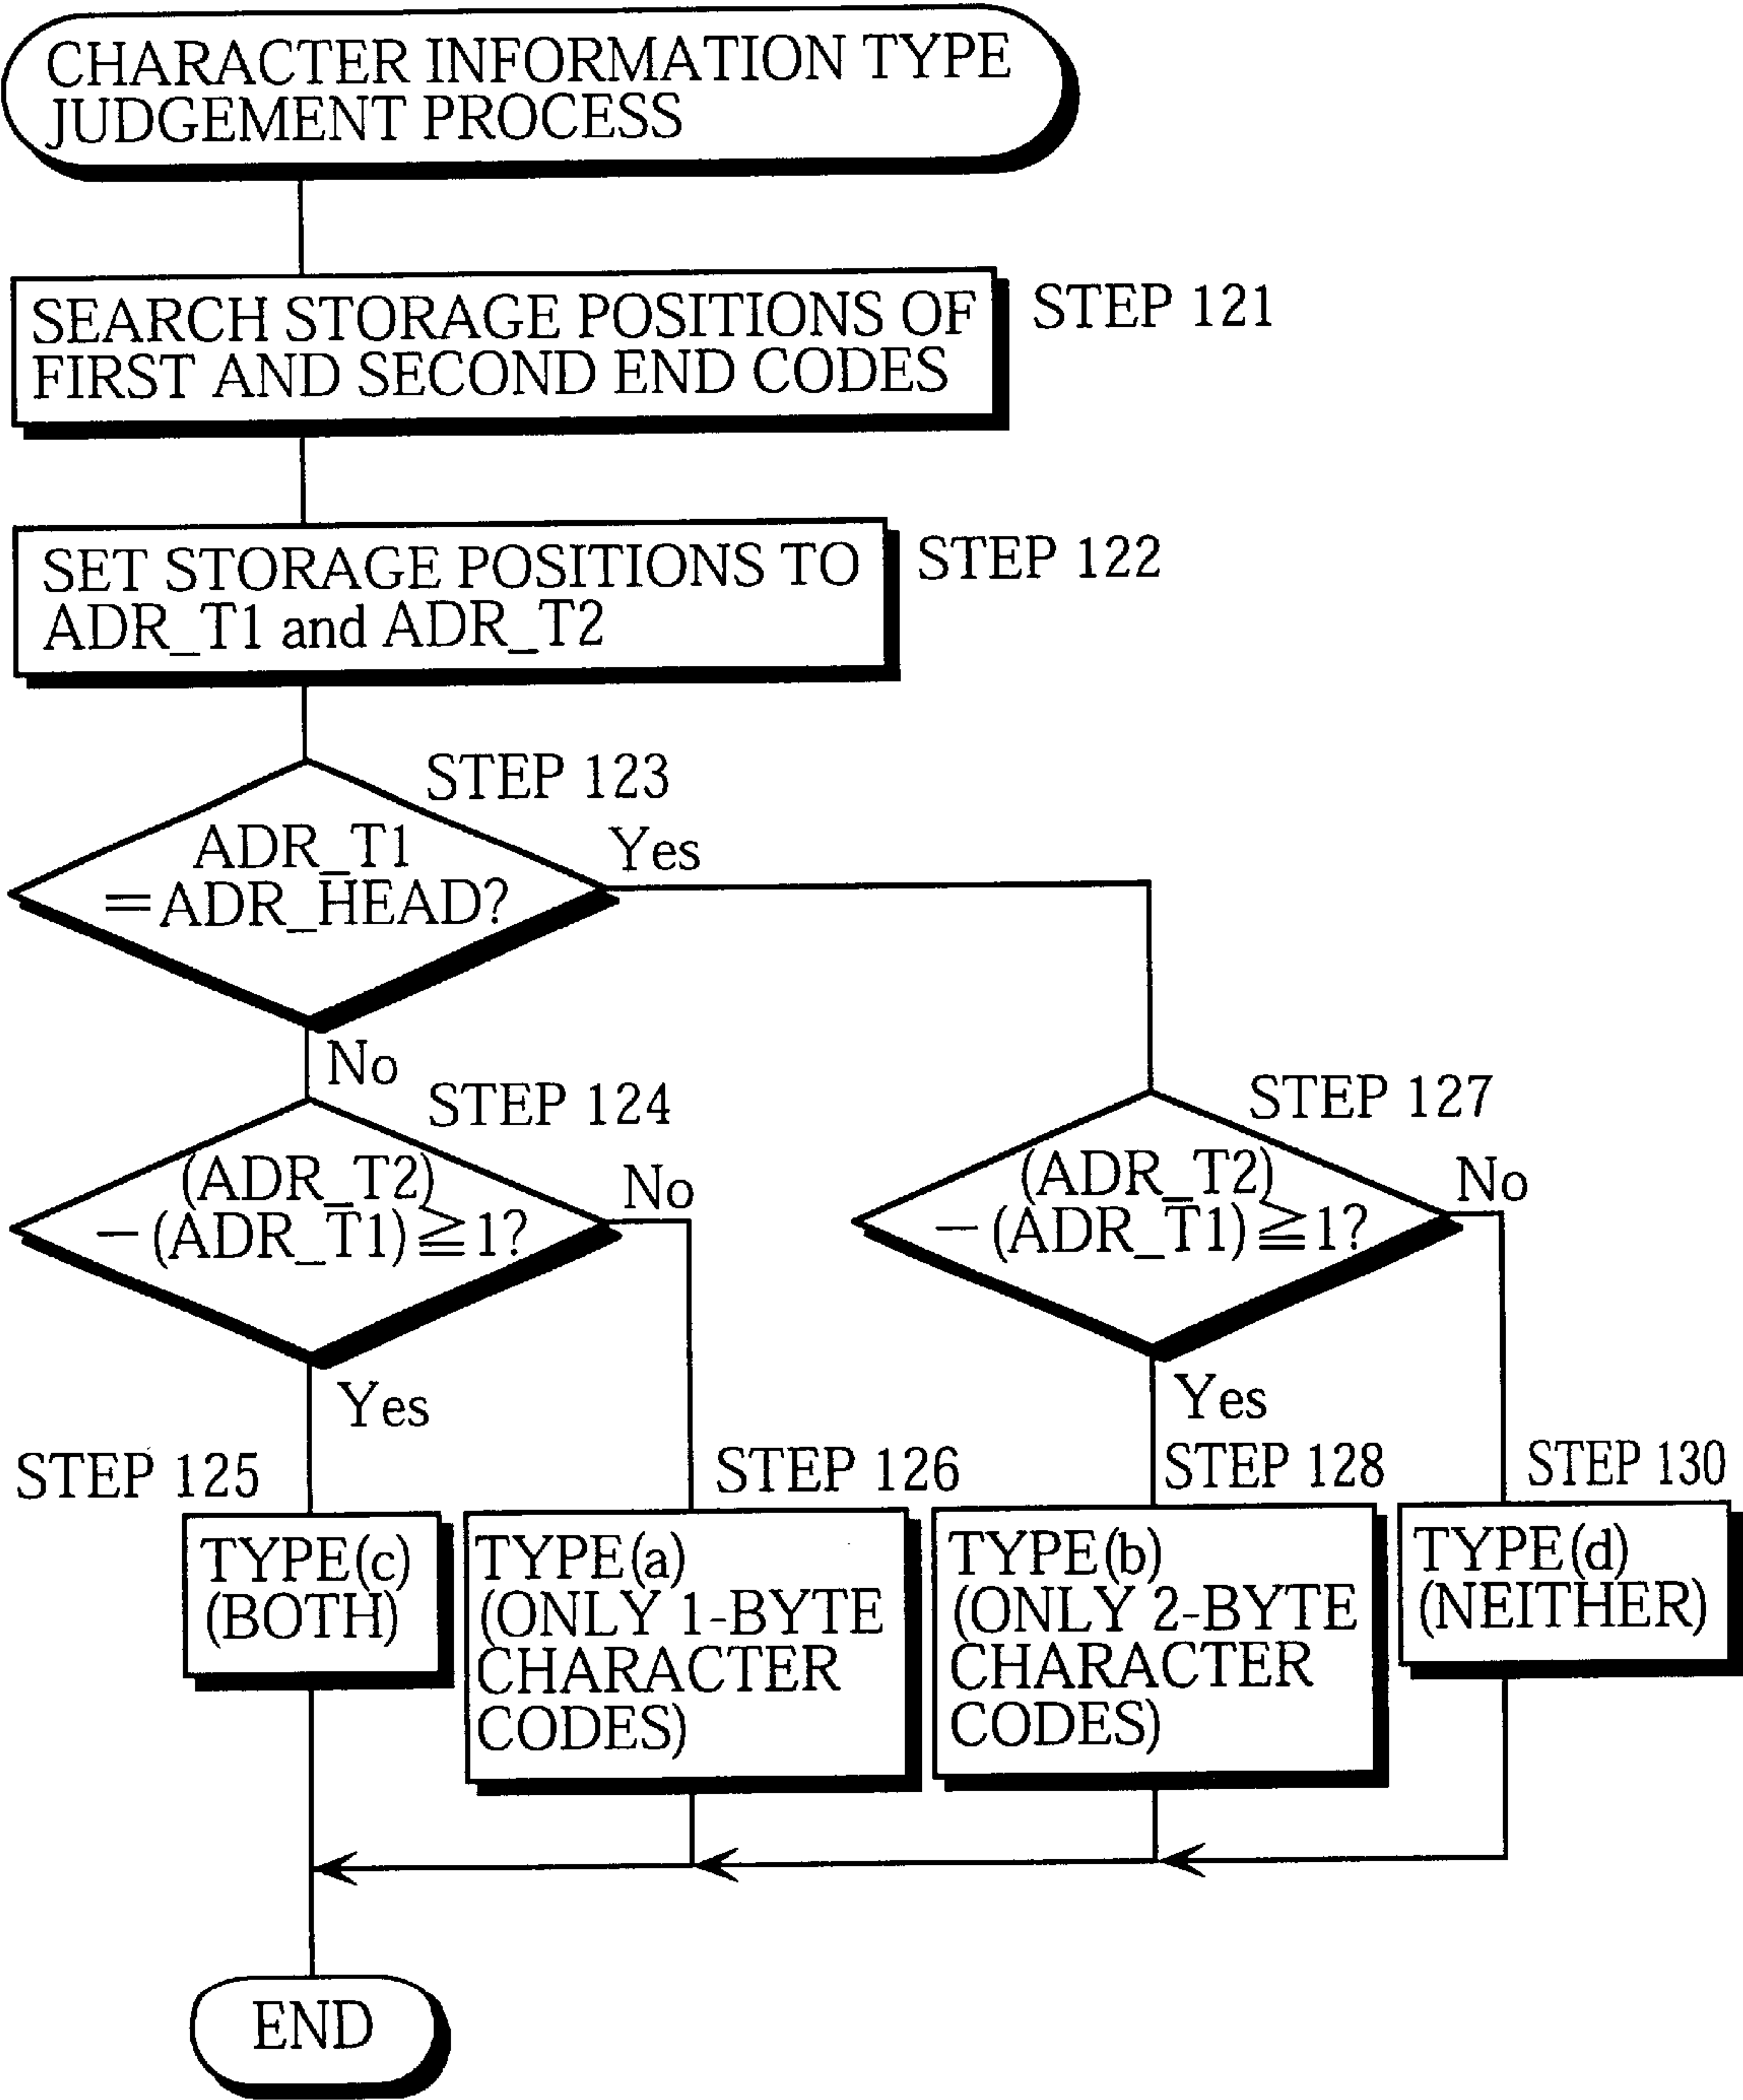 CHARACTER INFORMATION TYPE
JUDGEMENT PROCESS
SEARCH STORAGE POSITIONS OF
FIRST AND SECOND END CODES
STEP 121
SET STORAGE POSITIONS TO
ADR_T1 and ADR_T2
STEP 122
STEP 123
ADR_T1
=ADR_HEAD?
Yes
No
STEP 124
(ADR_T2)
−(ADR_T1)≧1?
No
Yes
STEP 127
(ADR_T2)
−(ADR_T1)≧1?
No
Yes
STEP 125
TYPE(c)
(BOTH)
STEP 126
TYPE(a)
(ONLY 1-BYTE
CHARACTER
CODES)
STEP 128
TYPE(b)
(ONLY 2-BYTE
CHARACTER
CODES)
STEP 130
TYPE(d)
(NEITHER)
END